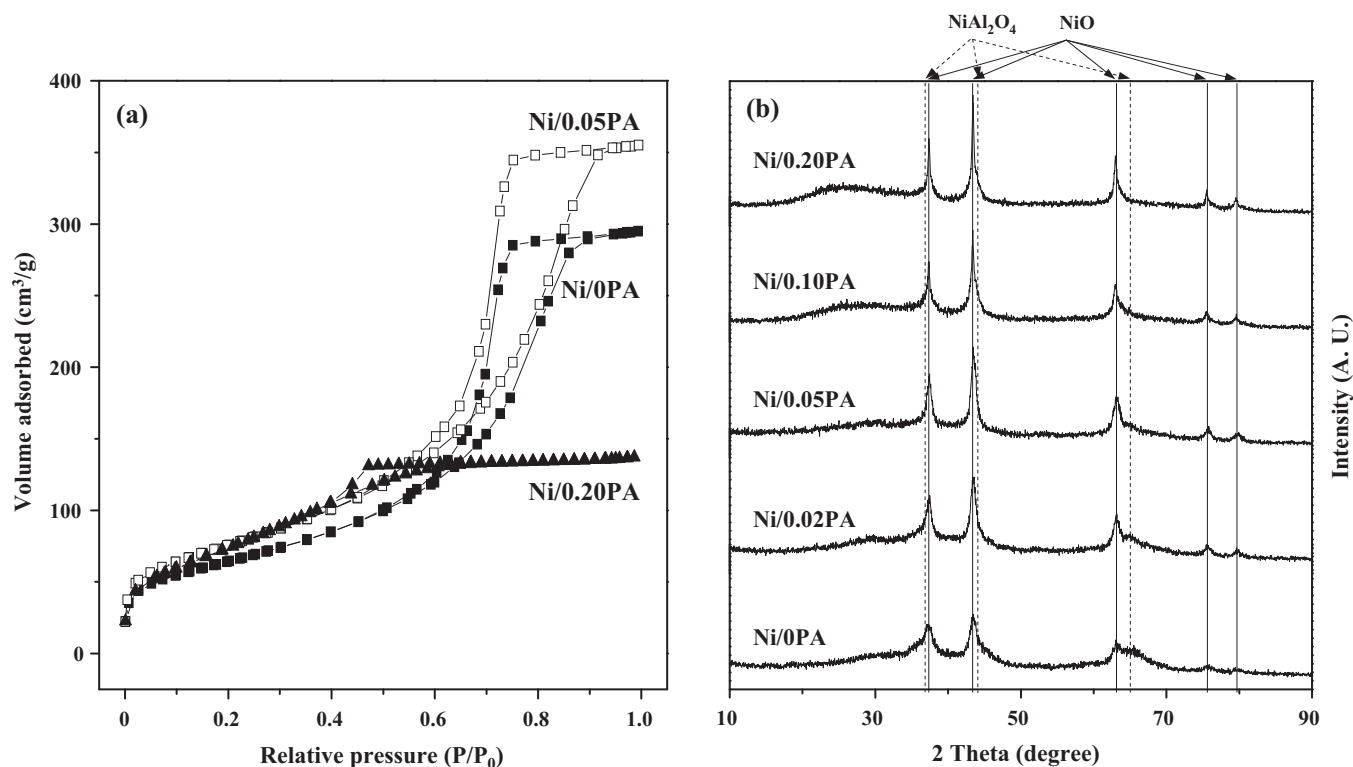 (a)
Ni/0.05PA
Ni/0PA
Ni/0.20PA
400
300
200
100
0
Volume adsorbed (cm³/g)
0 0.2 0.4 0.6 0.8 1.0
Relative pressure (P/P₀)
NiAl₂O₄ NiO
(b)
Ni/0.20PA
Ni/0.10PA
Ni/0.05PA
Ni/0.02PA
Ni/0PA
Intensity (A. U.)
10 30 50 70 90
2 Theta (degree)